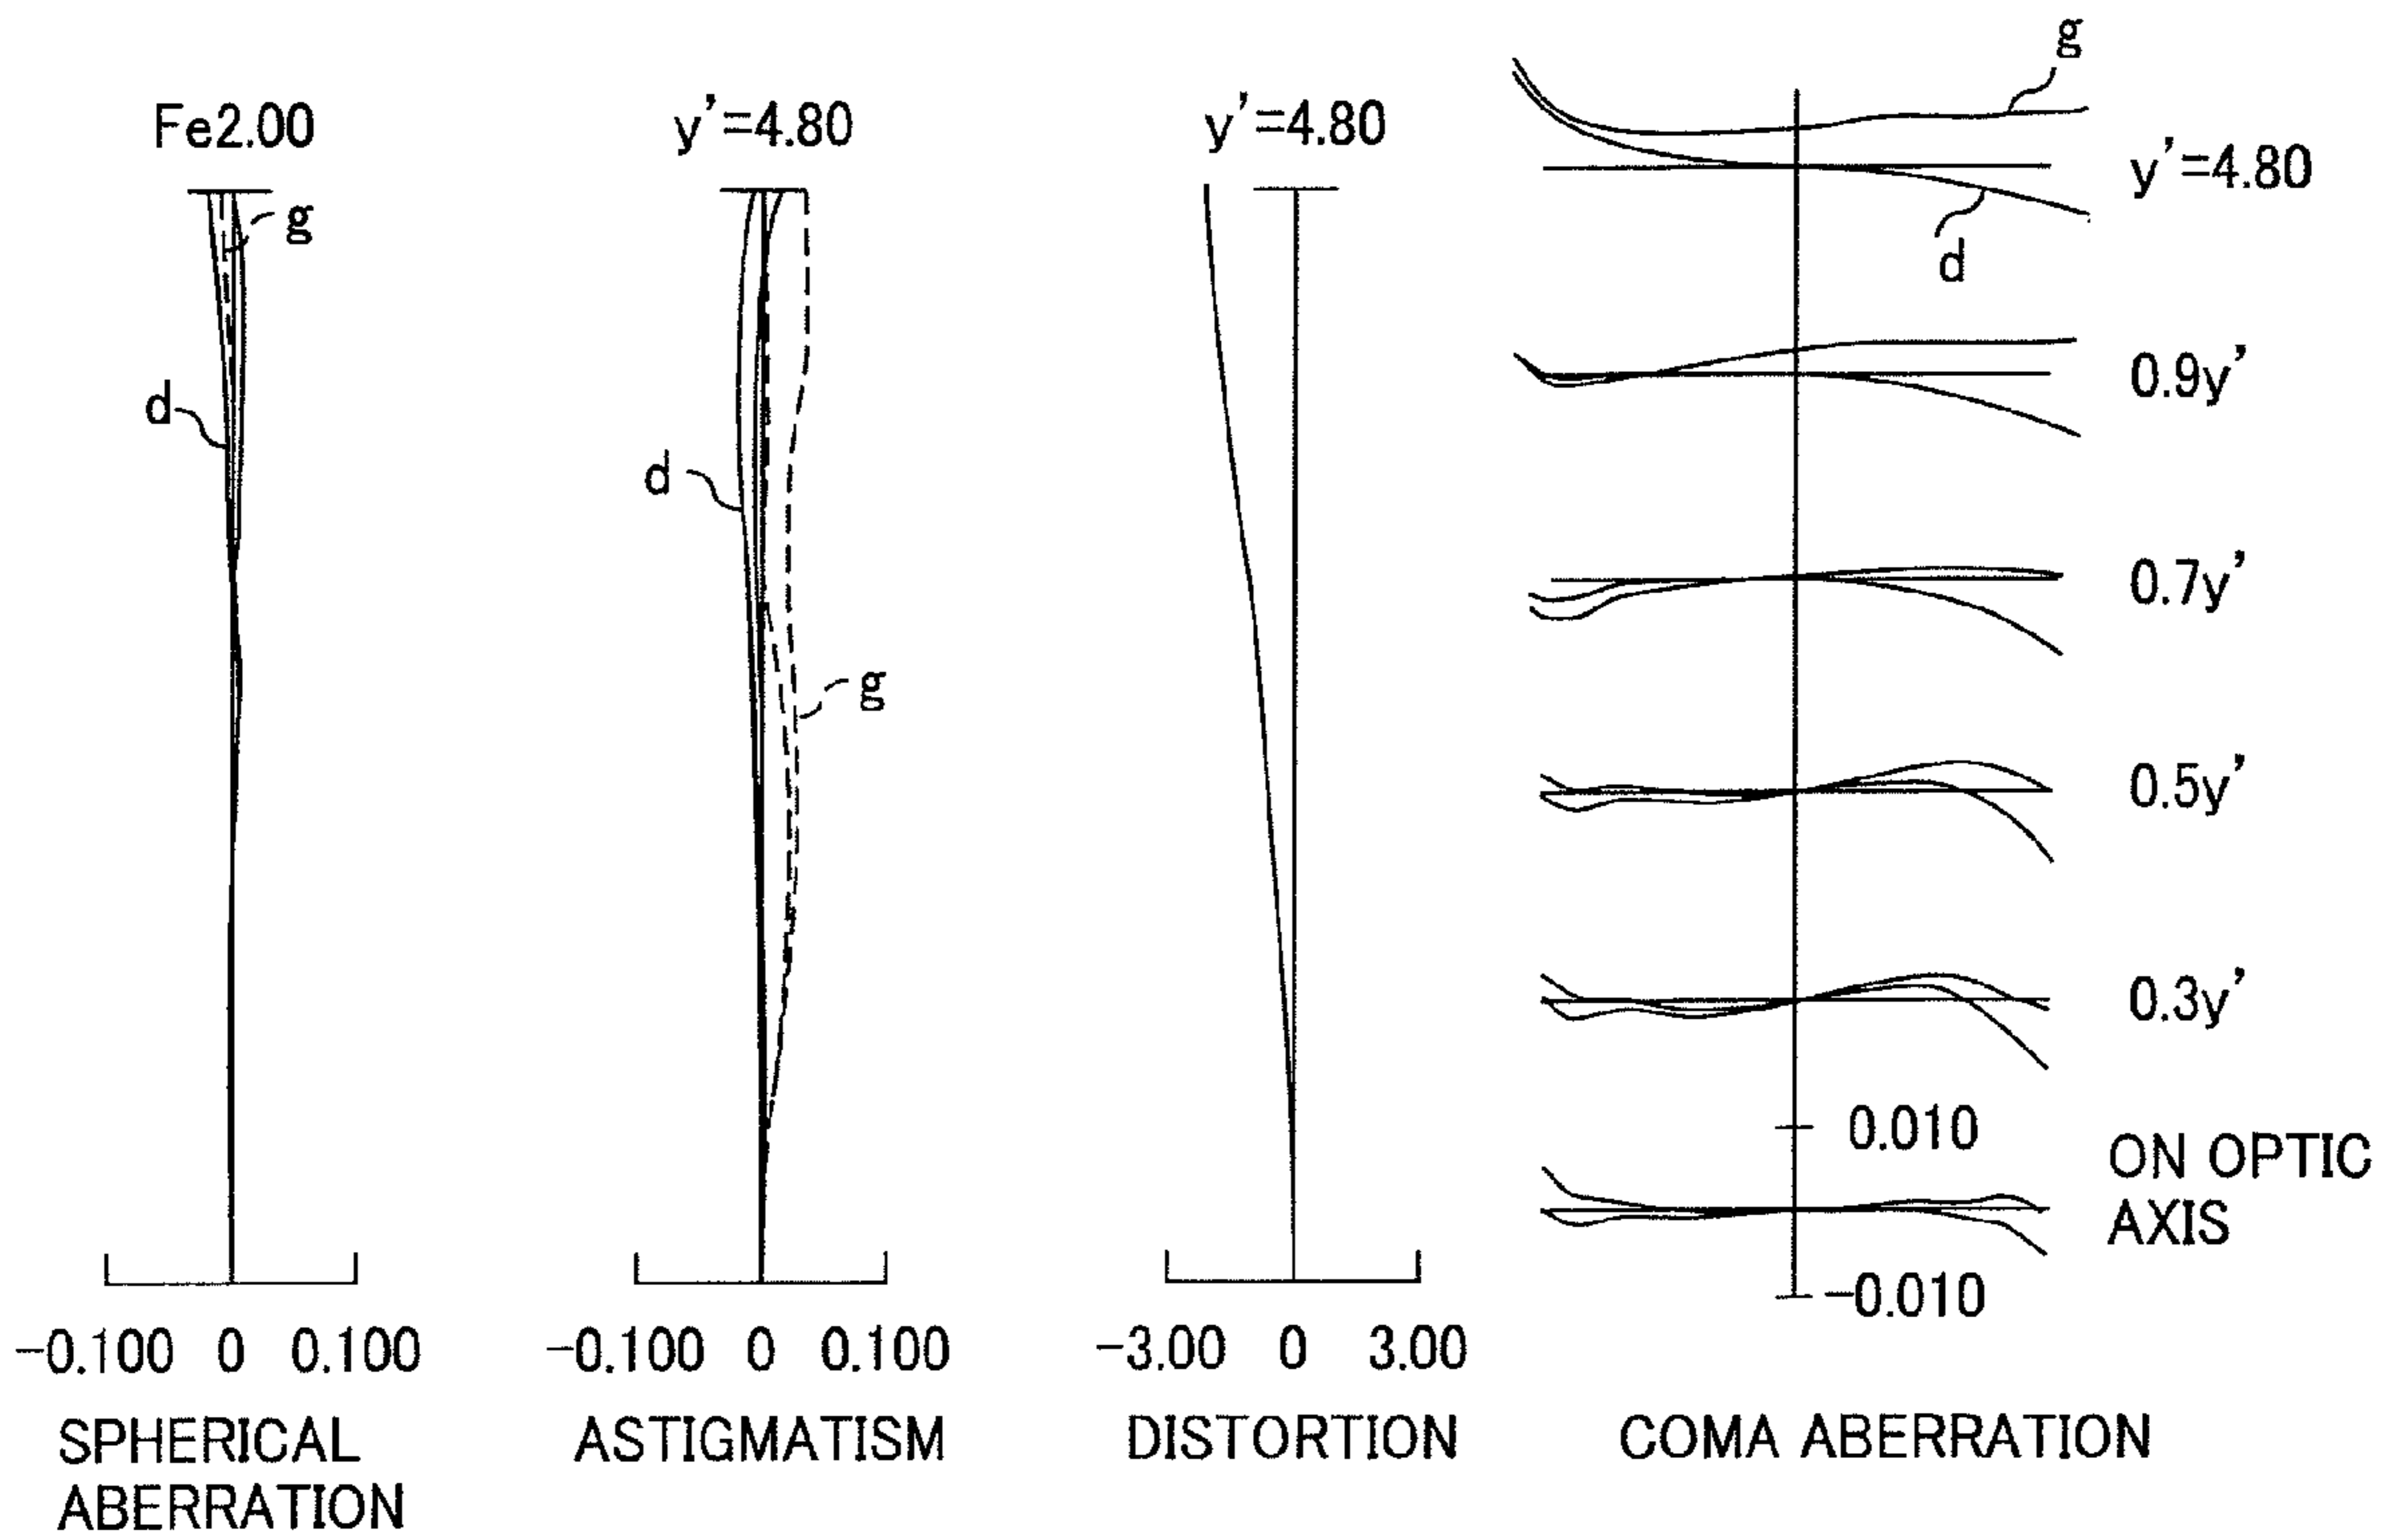 Fe2.00
g
d
-0.100 0 0.100
SPHERICAL
ABERRATION
y'=4.80
d
g
-0.100 0 0.100
ASTIGMATISM
y'=4.80
-3.00 0 3.00
DISTORTION
g
y'=4.80
d
0.9y'
0.7y'
0.5y'
0.3y'
0.010
ON OPTIC
AXIS
-0.010
COMA ABERRATION